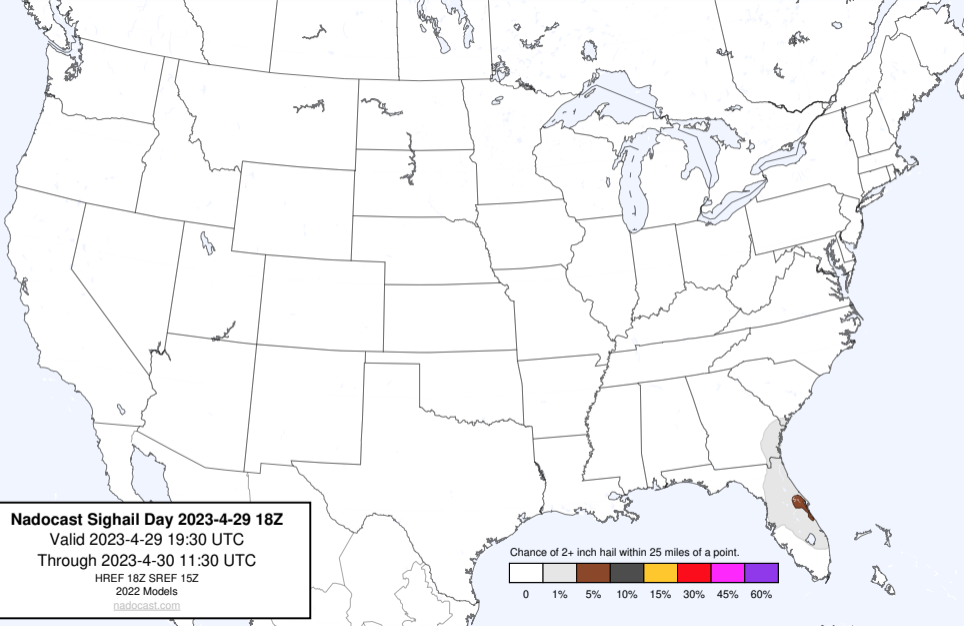 Nadocast Sighail Day 2023-4-29 18Z
Valid 2023-4-29 19:30 UTC
Through 2023-4-30 11:30 UTC
HREF 18Z SREF 15Z
2022 Models
nadocast.com
Chance of 2+ inch hail within 25 miles of a point.
0 1% 5% 10% 15% 30% 45% 60%